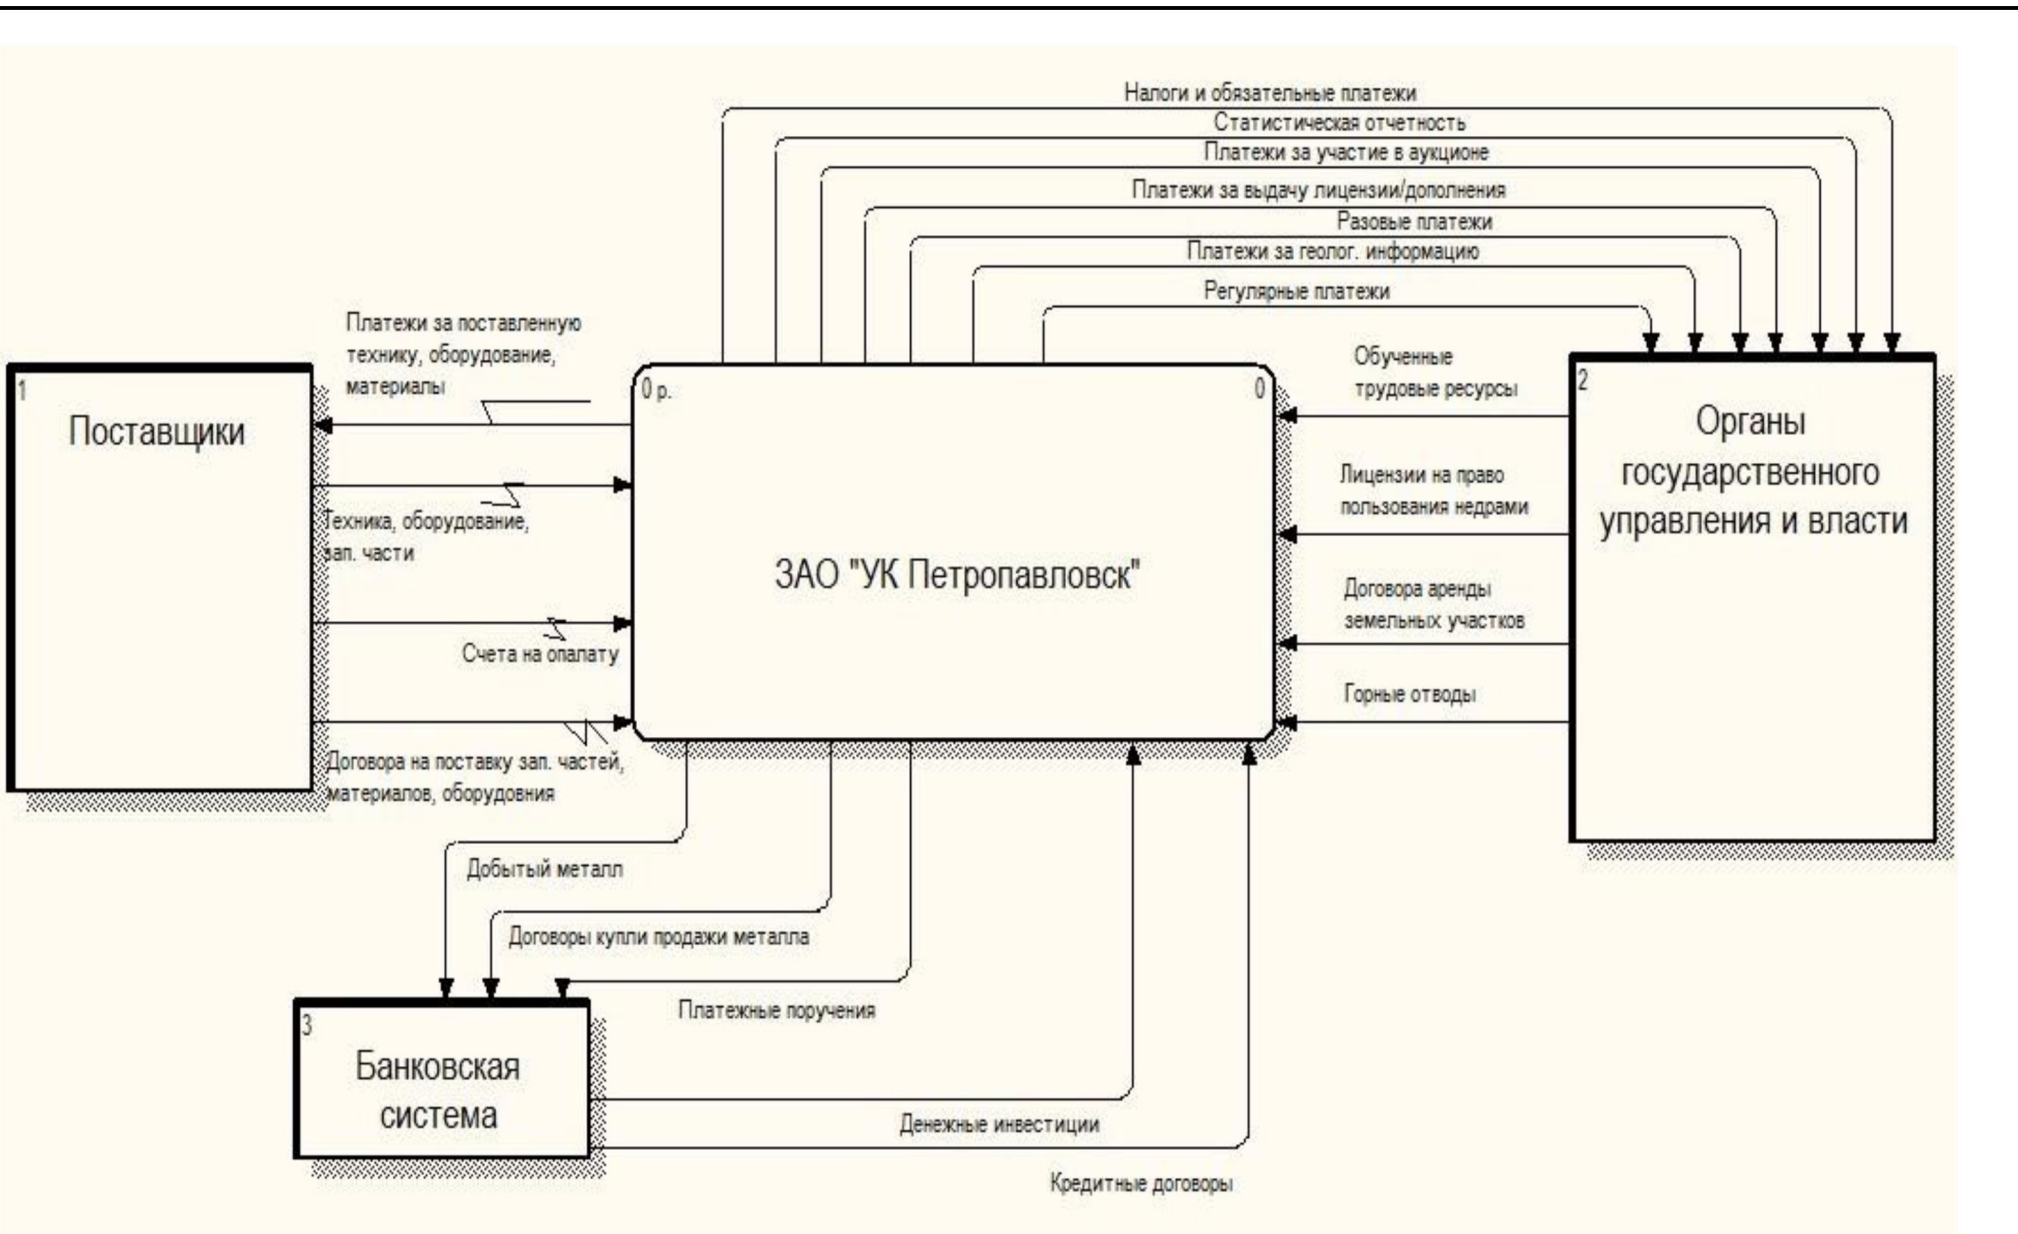 Налоги и обязательные платежи
Статистическая отчетность
Платежи за участие в аукционе
Платежи за выдачу лицензии/дополнения
Разовые платежи
Платежи за геолог. информацию
Регулярные платежи
Платежи за поставленную
технику, оборудование,
материалы
1
Поставщики
Техника, оборудование,
зап. части
Счета на опалату
Договора на поставку зап. частей,
материалов, оборудовния
0 р.
0
ЗАО "УК Петропавловск"
Обученные
трудовые ресурсы
Лицензии на право
пользования недрами
Договора аренды
земельных участков
Горные отводы
2
Органы
государственного
управления и власти
Добытый металл
Договоры купли продажи металла
Платежные поручения
3
Банковская
система
Денежные инвестиции
Кредитные договоры